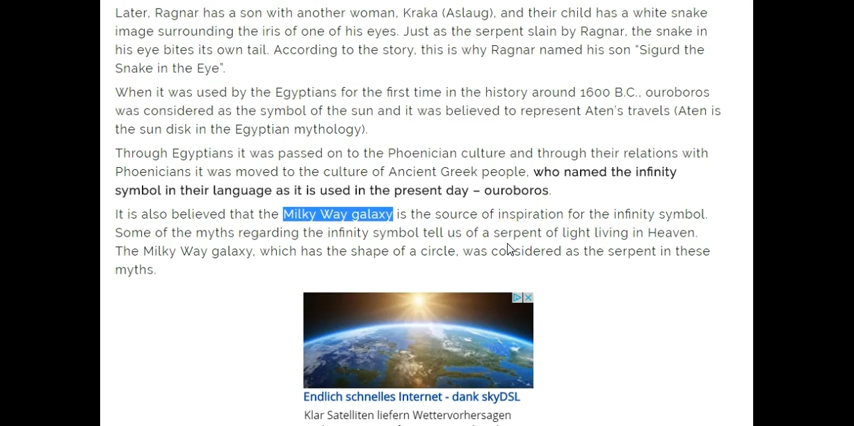 Later, Ragnar has a son with another woman, Kraka (Aslaug), and their child has a white snake
image surrounding the iris of one of his eyes. Just as the serpent slain by Ragnar, the snake in
his eye bites its own tail. According to the story, this is why Ragnar named his son “Sigurd the
Snake in the Eye”.
When it was used by the Egyptians for the first time in the history around 1600 B.C., ouroboros
was considered as the symbol of the sun and it was believed to represent Aten’s travels (Aten is
the sun disk in the Egyptian mythology).
Through Egyptians it was passed on to the Phoenician culture and through their relations with
Phoenicians it was moved to the culture of Ancient Greek people, who named the infinity
symbol in their language as it is used in the present day – ouroboros.
It is also believed that the Milky Way galaxy is the source of inspiration for the infinity symbol.
Some of the myths regarding the infinity symbol tell us of a serpent of light living in Heaven.
The Milky Way galaxy, which has the shape of a circle, was considered as the serpent in these
myths.
Endlich schnelles Internet - dank skyDSL
Klar Satelliten liefern Wettervorhersagen